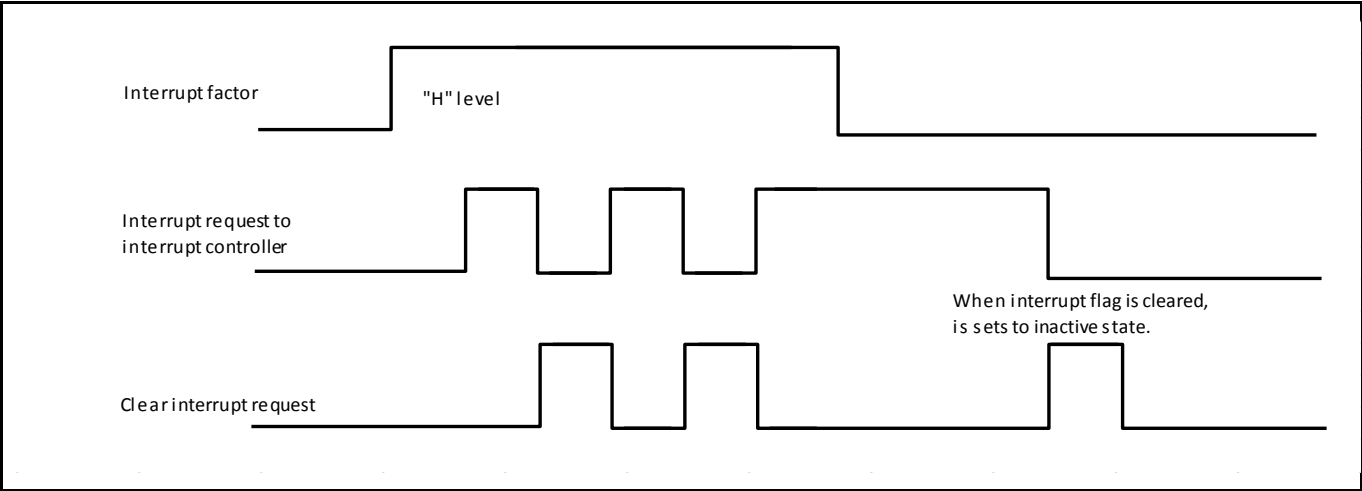 Interrupt factor
"H" level
Interrupt request to
interrupt controller
When interrupt flag is cleared,
is sets to inactive state.
Clear interrupt request